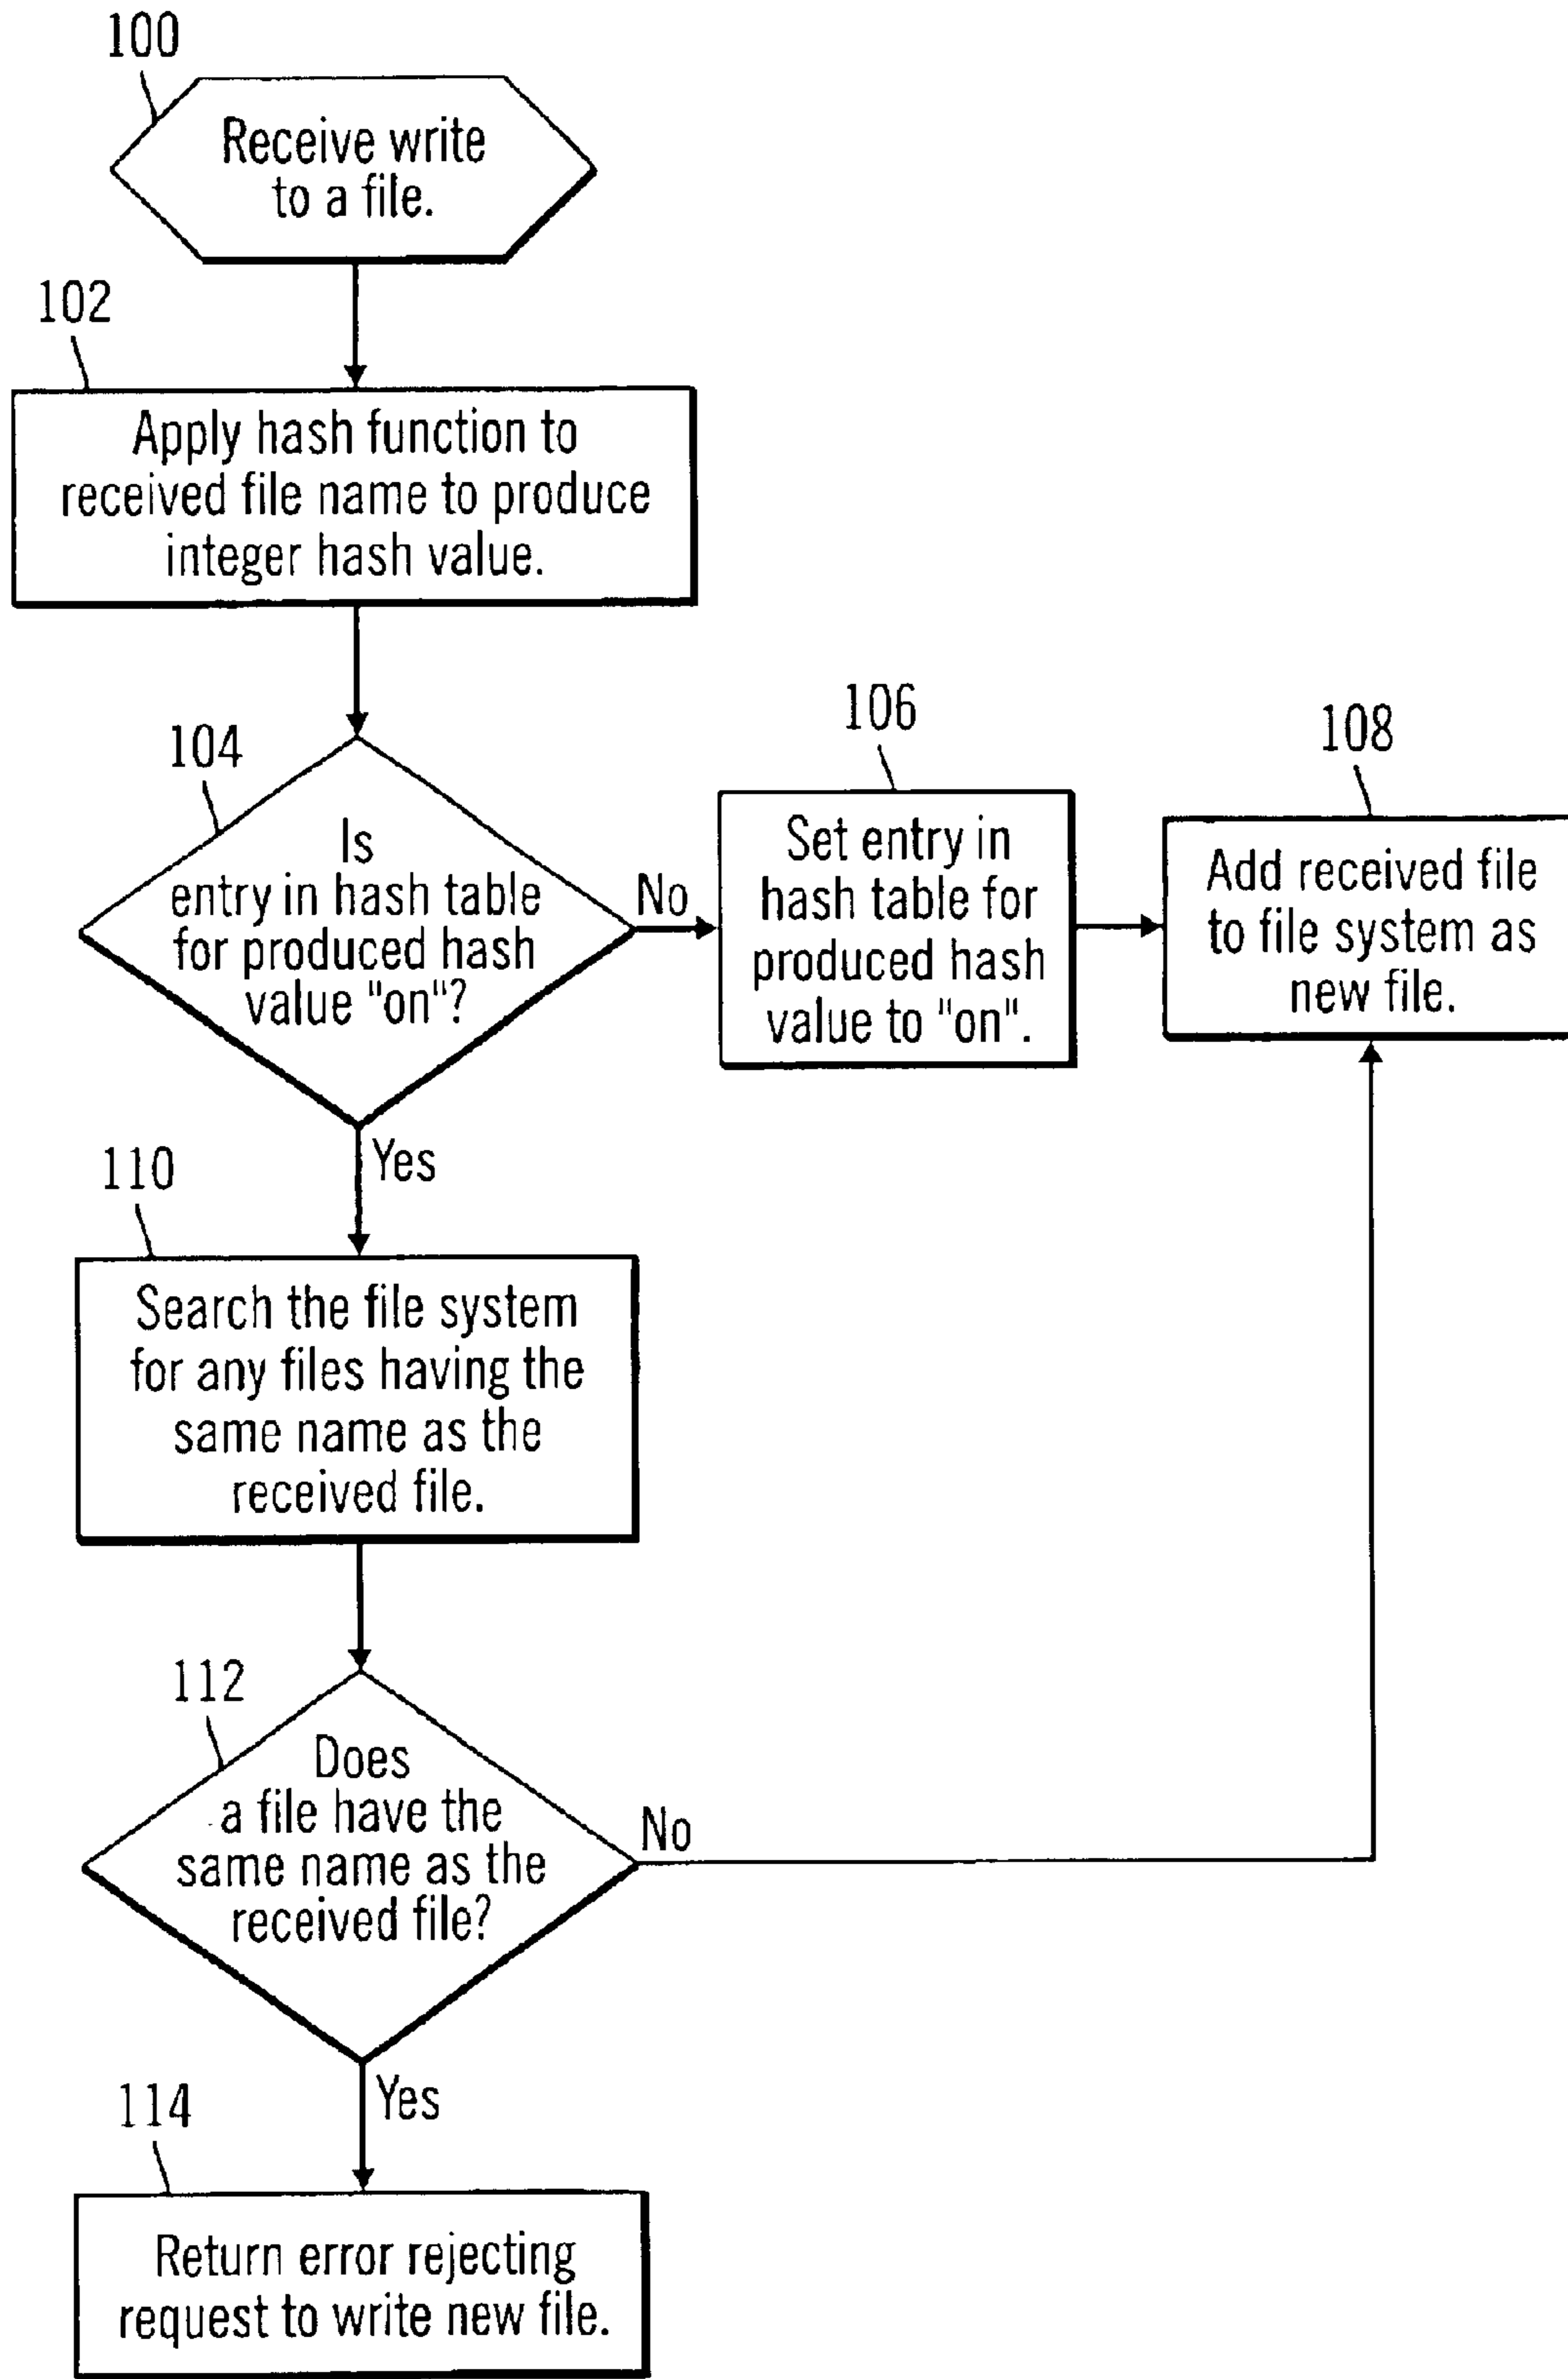 100
Receive write
to a file.
102
Apply hash function to
received file name to produce
integer hash value.
104
Is
entry in hash table
for produced hash
value "on"?
No
106
Set entry in
hash table for
produced hash
value to "on".
108
Add received file
to file system as
new file.
Yes
110
Search the file system
for any files having the
same name as the
received file.
112
Does
a file have the
same name as the
received file?
No
Yes
114
Return error rejecting
request to write new file.